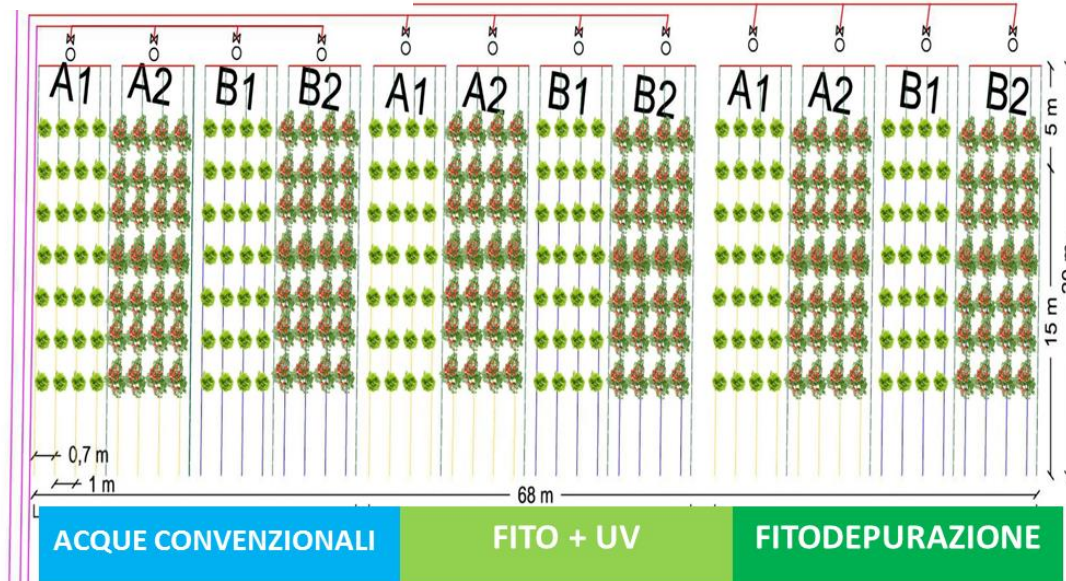 A1 A2 B1 B2 A1 A2 B1 B2 A1 A2 B1 B2
5 m
15 m
0,7 m
1 m
68 m
ACQUE CONVENZIONALI FITO + UV FITODEPURAZIONE